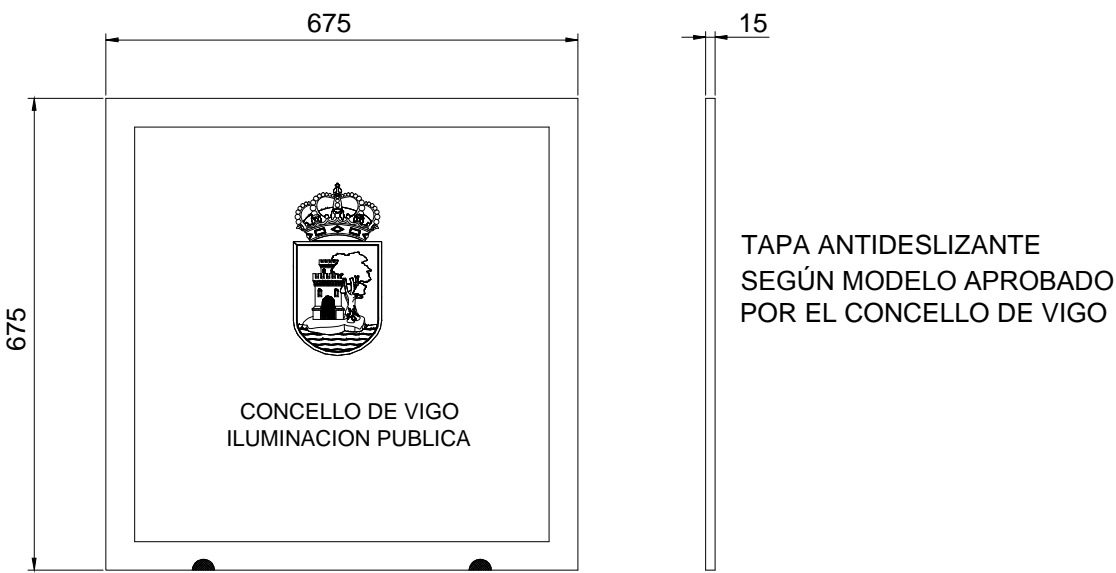 675
15
675
TAPA ANTIDESLIZANTE
SEGÚN MODELO APROBADO
POR EL CONCELLO DE VIGO
CONCELLO DE VIGO
ILUMINACION PUBLICA